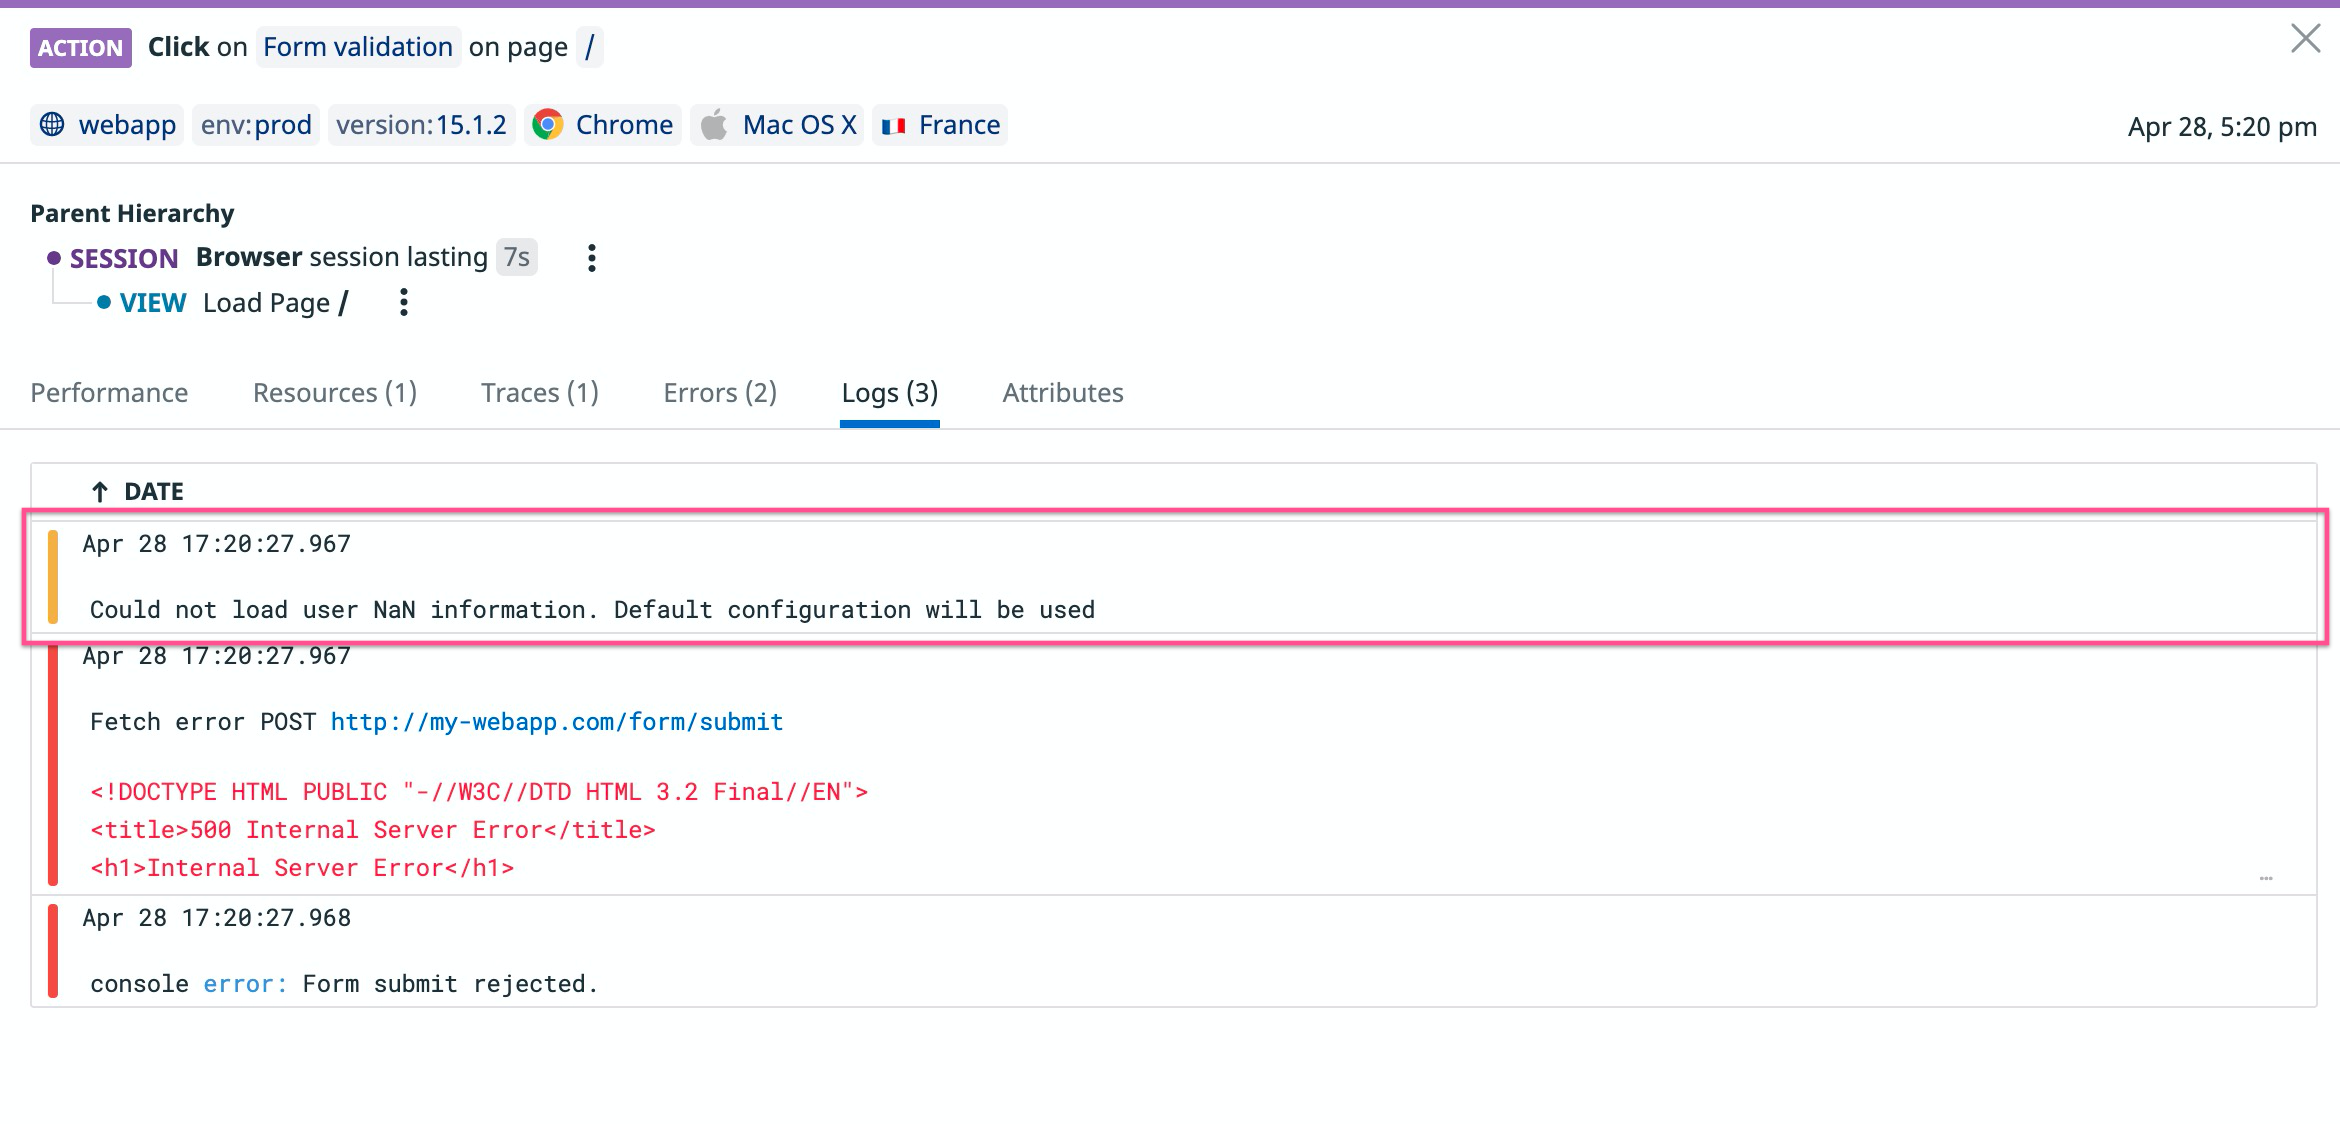 ACTION Click on Form validation on page /
webapp env:prod version:15.1.2 Chrome Mac OS X France Apr 28, 5:20 pm
Parent Hierarchy
SESSION Browser session lasting 7s
VIEW Load Page /
Performance Resources (1) Traces (1) Errors (2) Logs (3) Attributes
↑ DATE
Apr 28 17:20:27.967
Could not load user NaN information. Default configuration will be used
Apr 28 17:20:27.967
Fetch error POST http://my-webapp.com/form/submit
<!DOCTYPE HTML PUBLIC "-//W3C//DTD HTML 3.2 Final//EN">
<title>500 Internal Server Error</title>
<h1>Internal Server Error</h1>
…
Apr 28 17:20:27.968
console error: Form submit rejected.